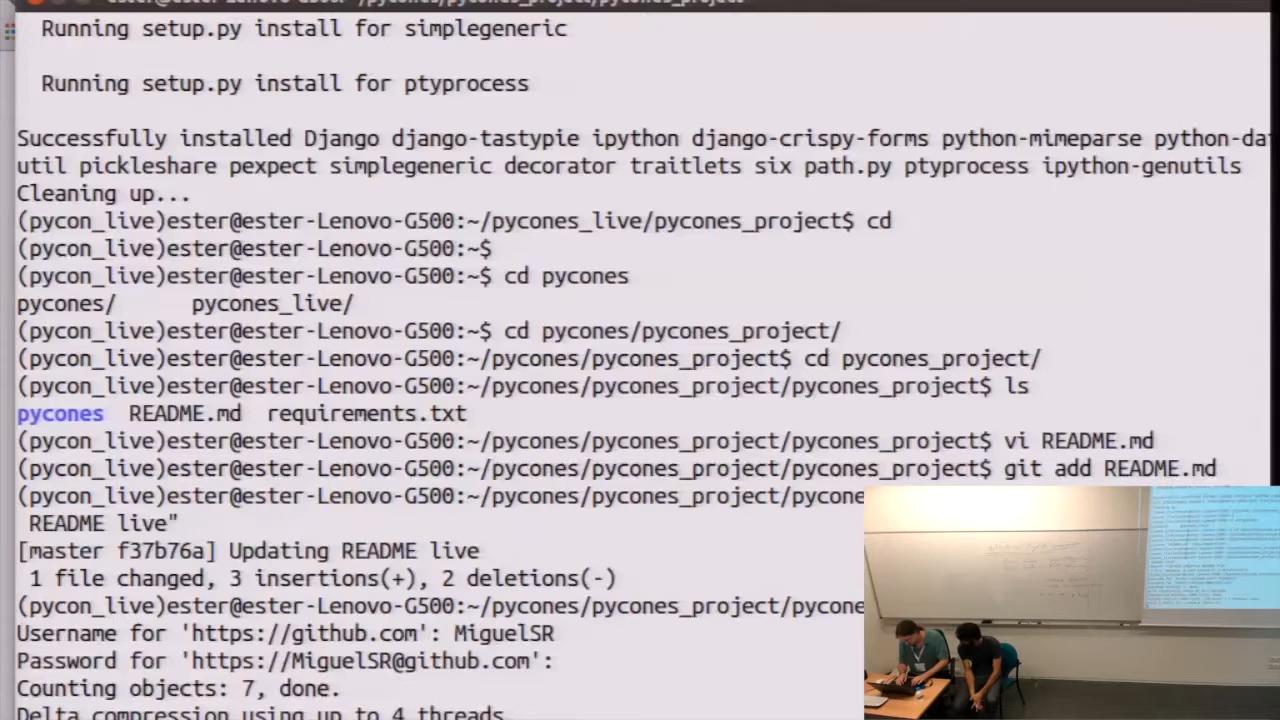 Running setup.py install for simplegeneric
Running setup.py install for ptyprocess
Successfully installed Django django-tastypie ipython django-crispy-forms python-mimeparse python-dat
util pickleshare pexpect simplegeneric decorator traitlets six path.py ptyprocess ipython-genutils
Cleaning up...
(pycon_live)ester@ester-Lenovo-G500:~/pycones_live/pycones_project$ cd
(pycon_live)ester@ester-Lenovo-G500:~$
(pycon_live)ester@ester-Lenovo-G500:~$ cd pycones
pycones/ pycones_live/
(pycon_live)ester@ester-Lenovo-G500:~$ cd pycones/pycones_project/
(pycon_live)ester@ester-Lenovo-G500:~/pycones/pycones_project$ cd pycones_project/
(pycon_live)ester@ester-Lenovo-G500:~/pycones/pycones_project/pycones_project$ ls
pycones README.md requirements.txt
(pycon_live)ester@ester-Lenovo-G500:~/pycones/pycones_project/pycones_project$ vi README.md
(pycon_live)ester@ester-Lenovo-G500:~/pycones/pycones_project/pycones_project$ git add README.md
(pycon_live)ester@ester-Lenovo-G500:~/pycones/pycones_project/pycone
README live"
[master f37b76a] Updating README live
1 file changed, 3 insertions(+), 2 deletions(-)
(pycon_live)ester@ester-Lenovo-G500:~/pycones/pycones_project/pycone
Username for 'https://github.com': MiguelSR
Password for 'https://MiguelSR@github.com':
Counting objects: 7, done.
Delta compression using up to 4 threads.